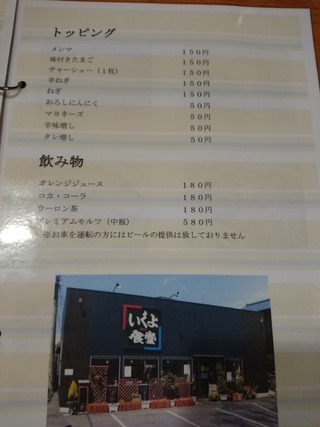 トッピング
メンマ １５０円
味付きたまご １５０円
チャーシュー（１枚） １５０円
辛ねぎ １５０円
ねぎ １５０円
おろしにんにく ５０円
マヨネーズ ５０円
辛味増し ５０円
タレ増し ５０円
飲み物
オレンジジュース １８０円
コカ・コーラ １８０円
ウーロン茶 １８０円
プレミアムモルツ（中瓶） ５８０円
※お車を運転の方にはビールの提供は致しておりません
いくよ
食堂